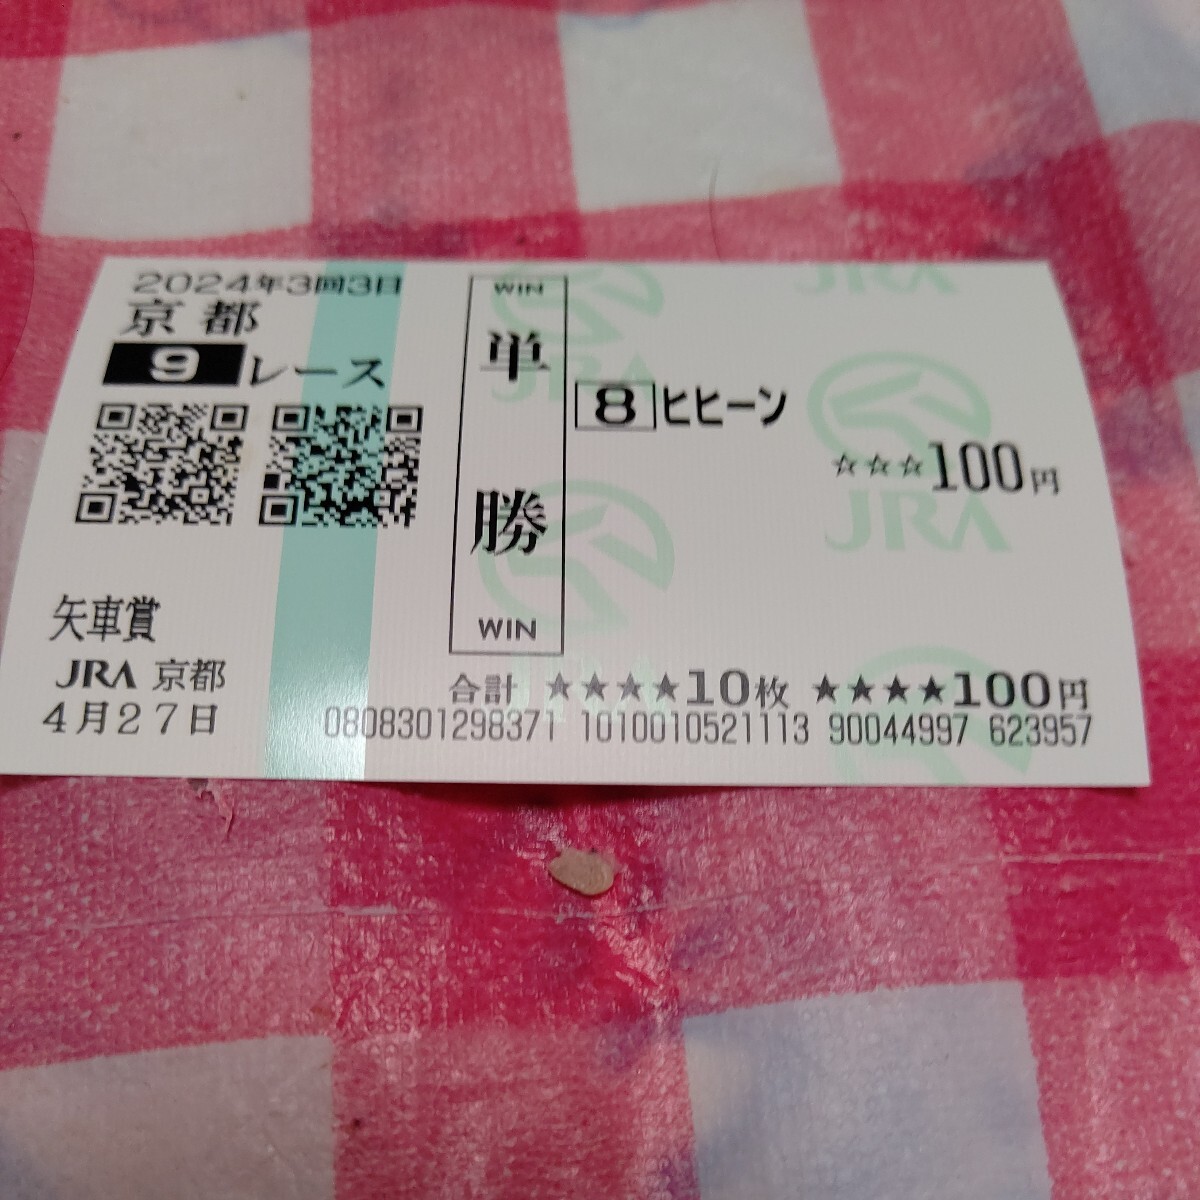 2024年3回3日
京都
9レース
矢車賞
JRA 京都
4月27日
WIN
単勝
WIN
8 ヒヒーン
☆☆☆100円
合計 ★★★★10枚 ★★★★100円
0808301298371 1010010521113 90044997 623957
JRA
JRA
JRA
JRA